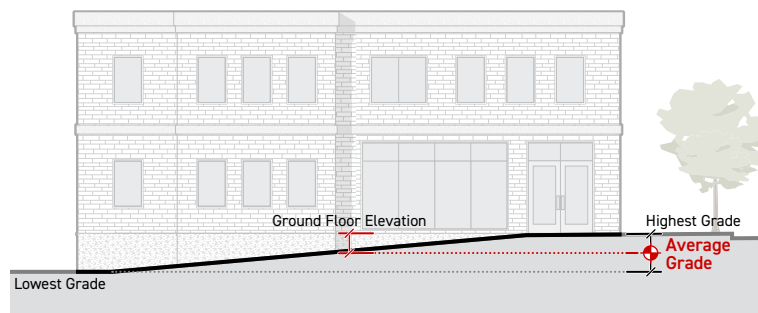 Ground Floor Elevation
Highest Grade
Average
Grade
Lowest Grade